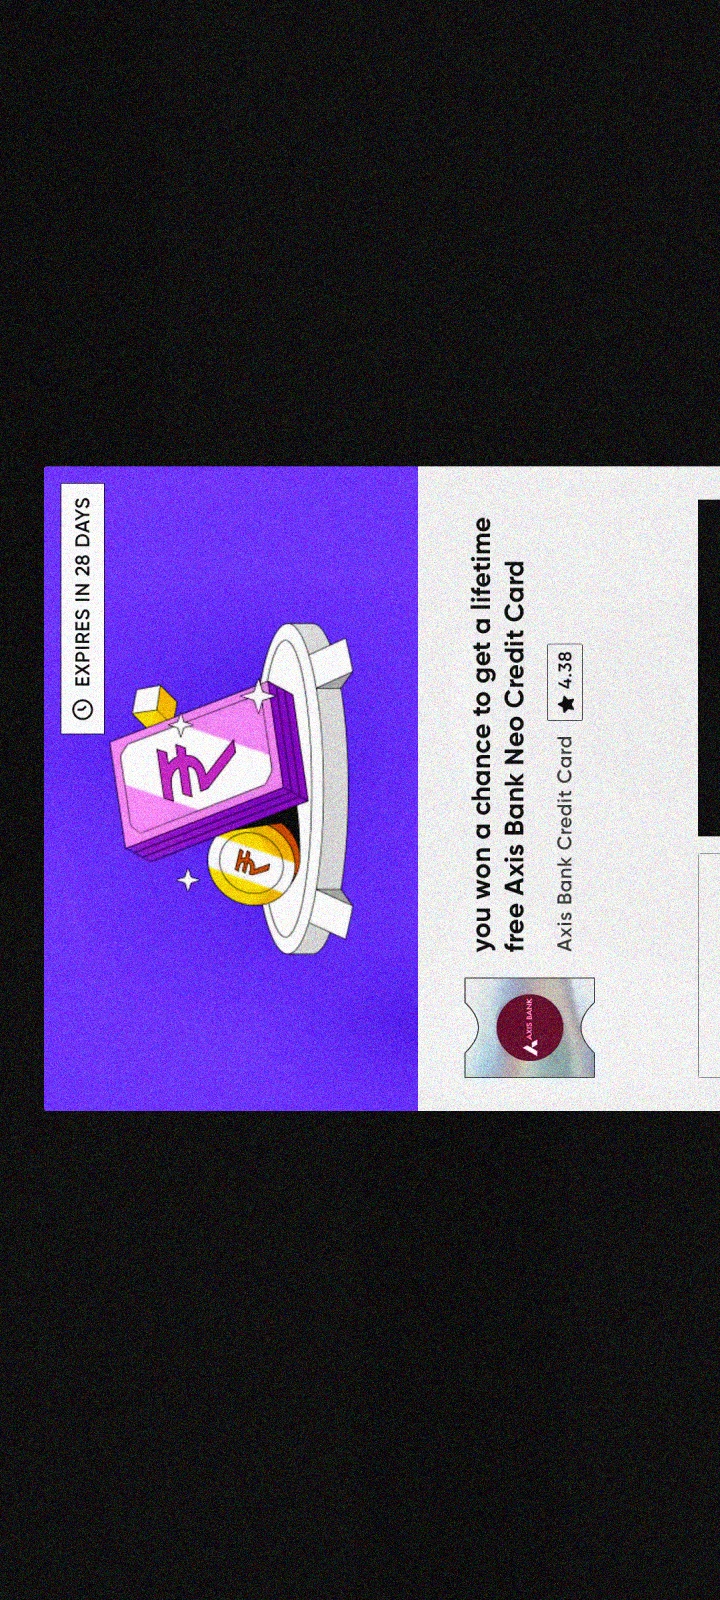 EXPIRES IN 28 DAYS
₹
₹
you won a chance to get a lifetime
free Axis Bank Neo Credit Card
Axis Bank Credit Card ★ 4.38
AXIS BANK